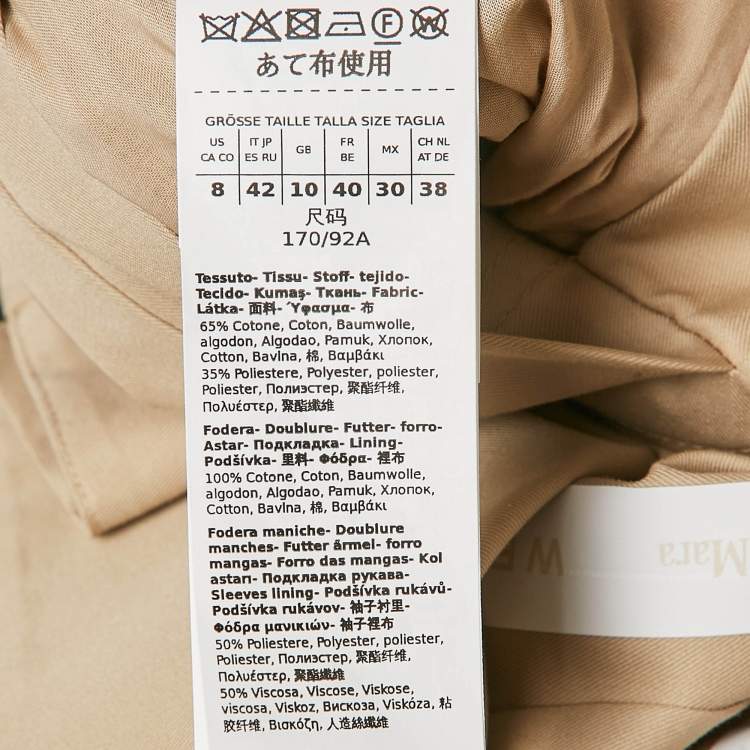 F W
あて布使用
GRÖSSE TAILLE TALLA SIZE TAGLIA
US CA CO IT JP ES RU GB FR BE MX CH NL AT DE
8 42 10 40 30 38
尺码
170/92A
Tessuto- Tissu- Stoff- tejido-
Tecido- Kumaş- Ткань- Fabric-
Látka- 面料- Ύφασμα- 布
65% Cotone, Coton, Baumwolle,
algodon, Algodao, Pamuk, Хлопок,
Cotton, Bavlna, 棉, Βαμβάκι
35% Poliestere, Polyester, poliester,
Poliester, Полиэстер, 聚酯纤维,
Πολυέστερ, 聚酯纖維
Fodera- Doublure- Futter- forro-
Astar- Подкладка- Lining-
Podšívka- 里料- Φόδρα- 裡布
100% Cotone, Coton, Baumwolle,
algodon, Algodao, Pamuk, Хлопок,
Cotton, Bavlna, 棉, Βαμβάκι
Fodera maniche- Doublure
manches- Futter ärmel- forro
mangas- Forro das mangas- Kol
astarı- Подкладка рукава-
Sleeves lining- Podšívka rukávů-
Podšívka rukávov- 袖子衬里-
Φόδρα μανικιών- 袖子裡布
50% Poliestere, Polyester, poliester,
Poliester, Полиэстер, 聚酯纤维,
Πολυέστερ, 聚酯纖維
50% Viscosa, Viscose, Viskose,
viscosa, Viskoz, Вискоза, Viskóza, 粘
胶纤维, Βισκόζη, 人造絲纖維
Mara
WE